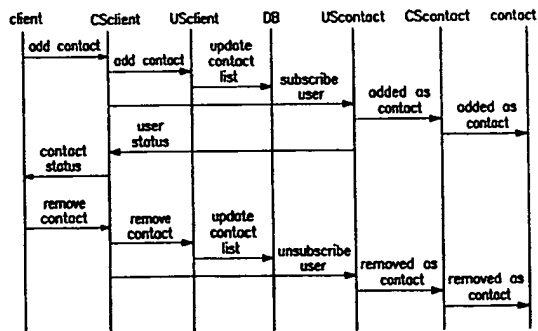 client CSclient USclient DB UScontact CScontact contact
add contact
add contact
update
contact
list
subscribe
user
added as
contact
added as
contact
user
status
contact
status
remove
contact
remove
contact
update
contact
list
unsubscribe
user
removed as
contact
removed as
contact